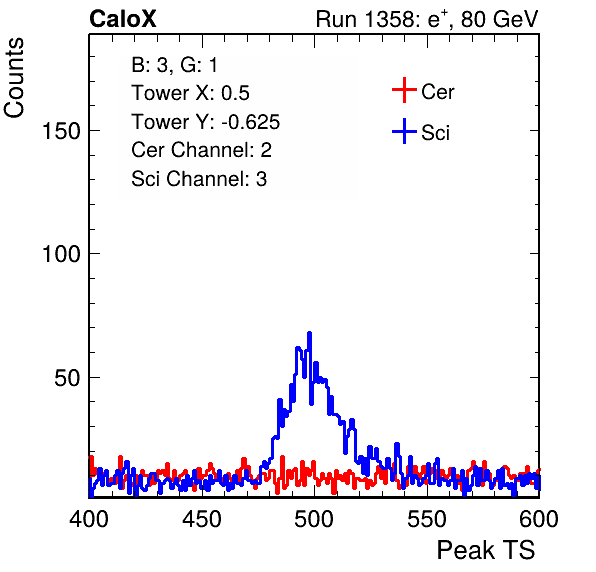 CaloX Run 1358: e⁺, 80 GeV
Counts
B: 3, G: 1
Tower X: 0.5
Tower Y: -0.625
Cer Channel: 2
Sci Channel: 3
Cer
Sci
150
100
50
400 450 500 550 600
Peak TS